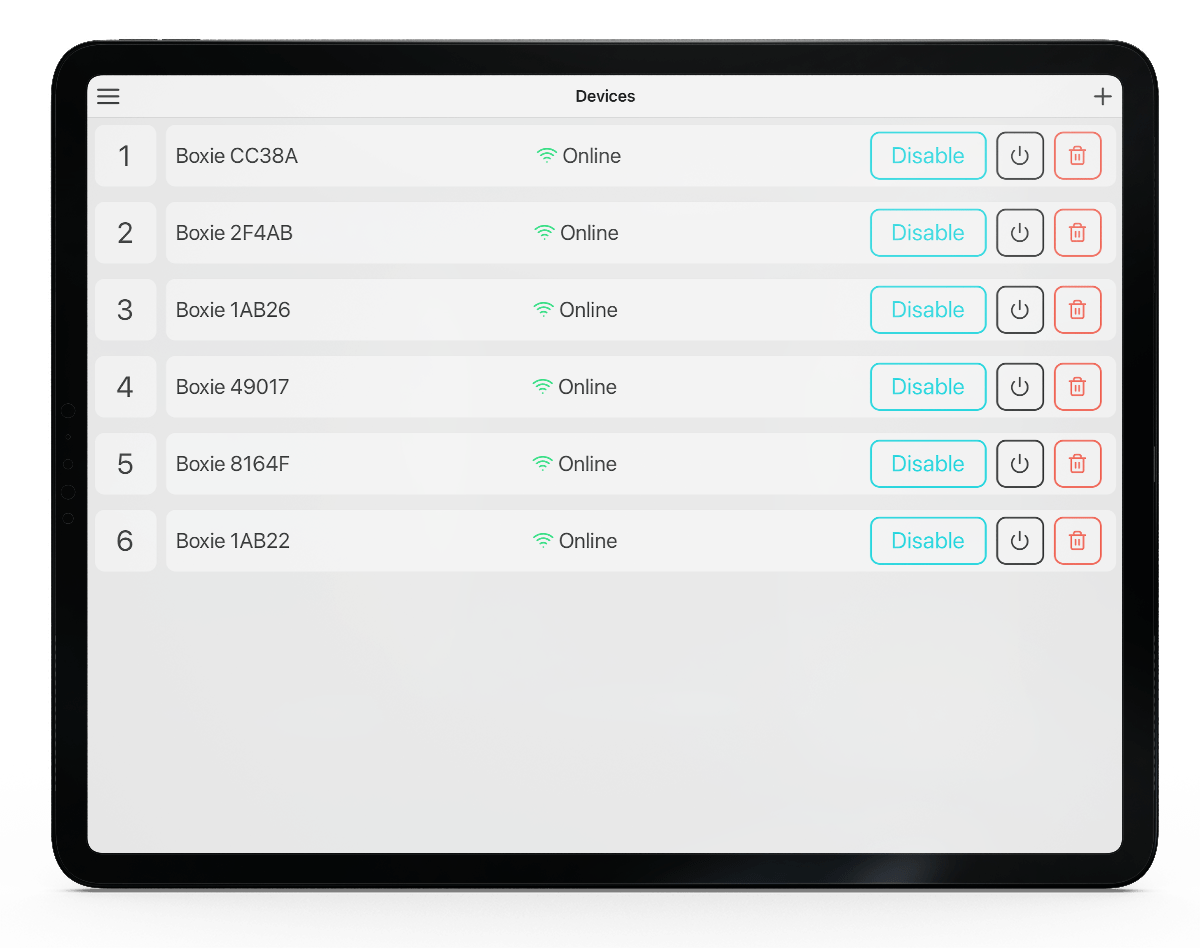 Devices
1 Boxie CC38A Online Disable
2 Boxie 2F4AB Online Disable
3 Boxie 1AB26 Online Disable
4 Boxie 49017 Online Disable
5 Boxie 8164F Online Disable
6 Boxie 1AB22 Online Disable